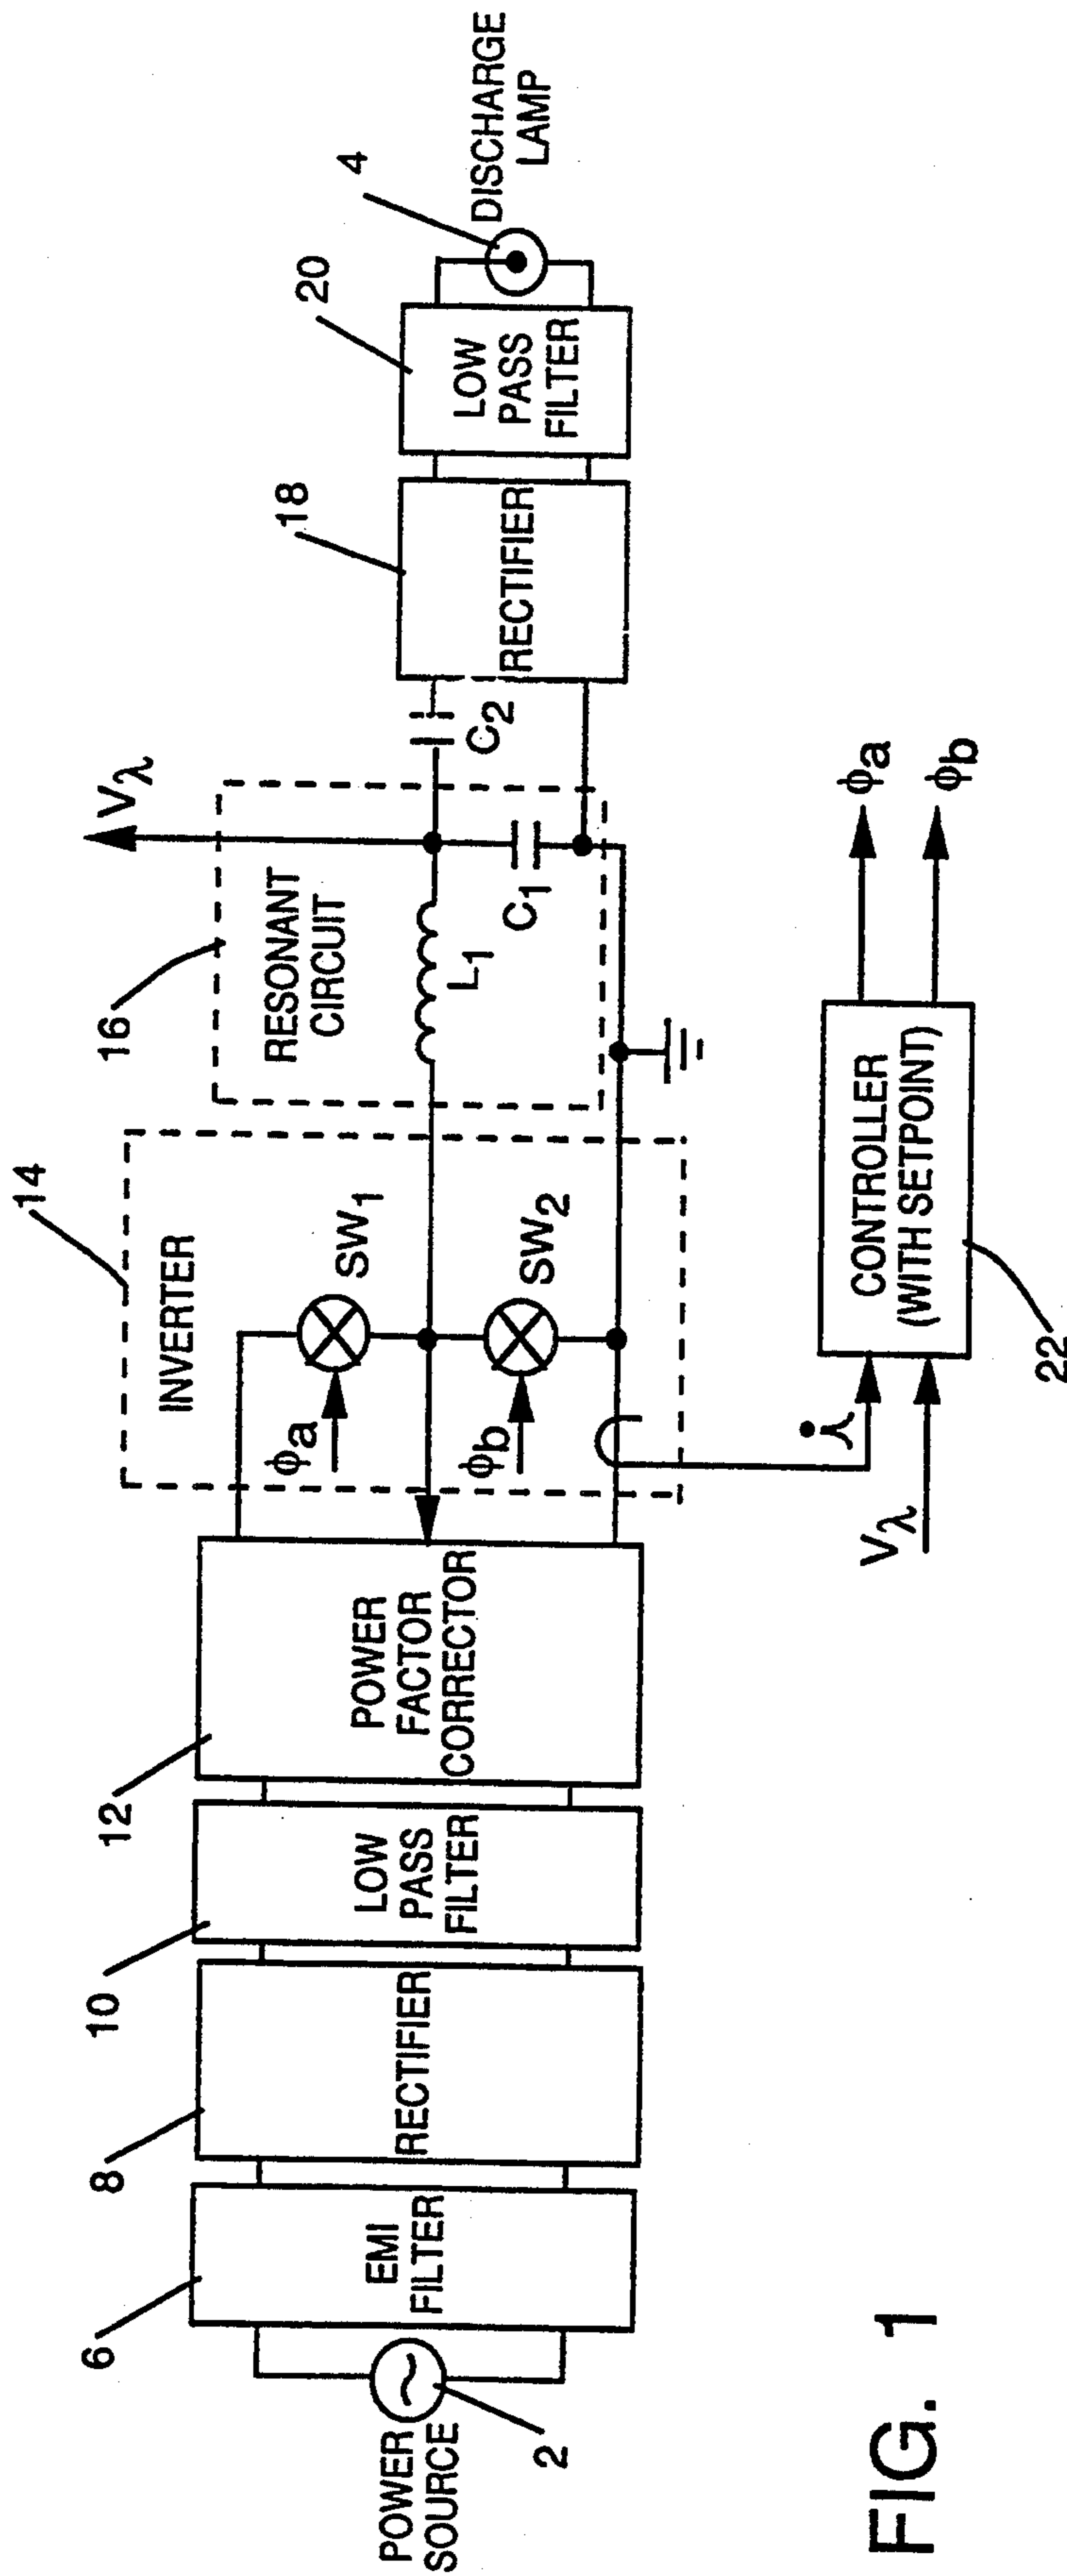 POWER
SOURCE
2
6
EMI
FILTER
8
RECTIFIER
10
LOW
PASS
FILTER
12
POWER
FACTOR
CORRECTOR
14
INVERTER
ϕa
SW1
ϕb
SW2
16
RESONANT
CIRCUIT
L1
C1
Vλ
C2
18
RECTIFIER
20
LOW
PASS
FILTER
4
DISCHARGE
LAMP
iλ
Vλ
CONTROLLER
(WITH SETPOINT)
22
ϕa
ϕb
FIG. 1